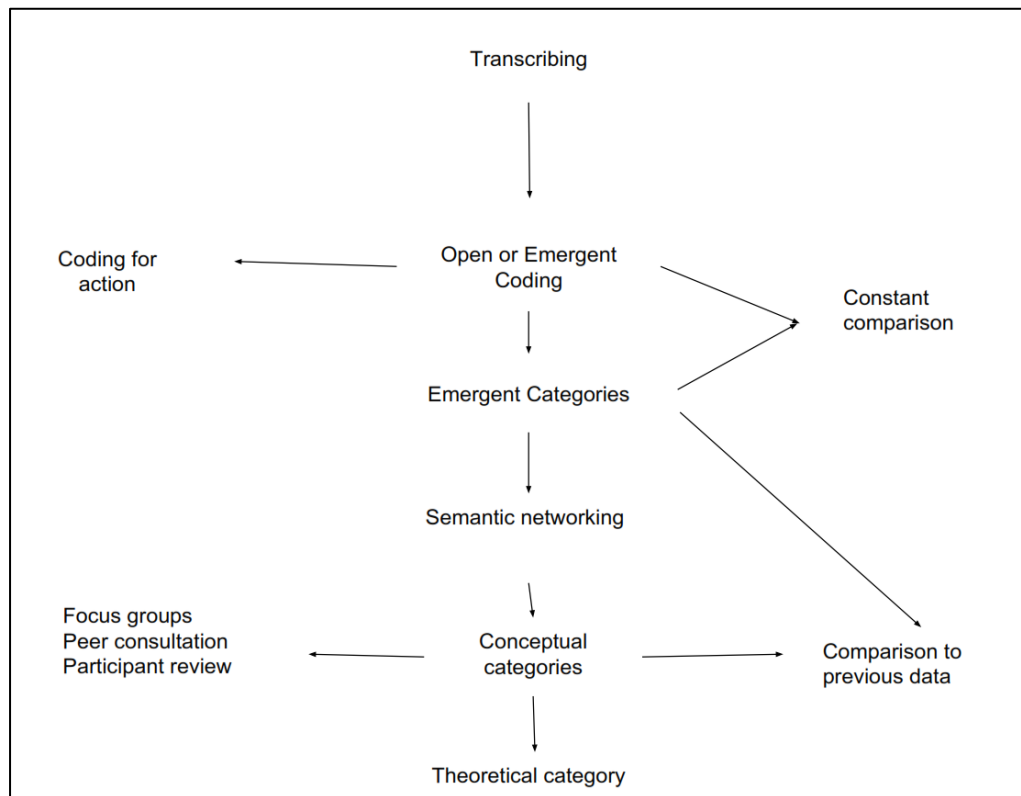 Transcribing
Coding for
action
Open or Emergent
Coding
Constant
comparison
Emergent Categories
Semantic networking
Focus groups
Peer consultation
Participant review
Conceptual
categories
Comparison to
previous data
Theoretical category